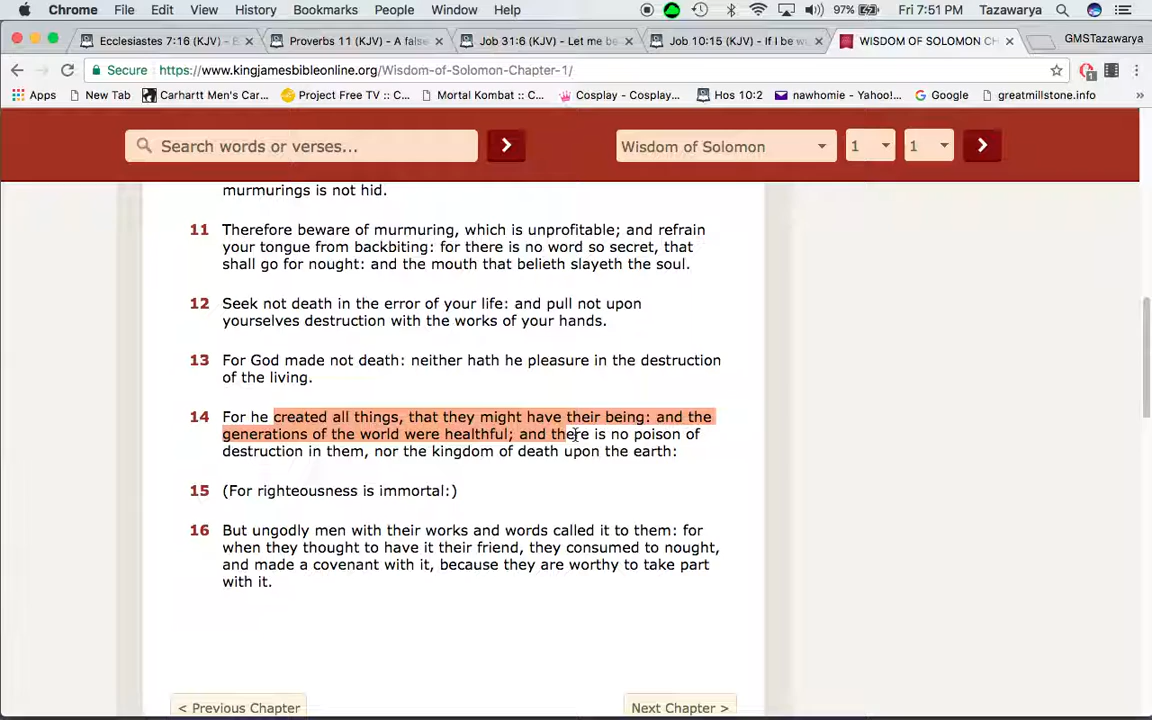 Chrome File Edit View History Bookmarks People Window Help 97% Fri 7:51 PM Tazawarya
Ecclesiastes 7:16 (KJV) - E Proverbs 11 (KJV) - A false Job 31:6 (KJV) - Let me be Job 10:15 (KJV) - If I be w WISDOM OF SOLOMON CH GMSTazawarya
Secure https://www.kingjamesbibleonline.org/Wisdom-of-Solomon-Chapter-1/
Apps New Tab Carhartt Men's Car... Project Free TV :: C... Mortal Kombat :: C... Cosplay - Cosplay... Hos 10:2 nawhomie - Yahoo!... Google greatmillstone.info »
Search words or verses... Wisdom of Solomon 1 1
murmurings is not hid.
11 Therefore beware of murmuring, which is unprofitable; and refrain
your tongue from backbiting: for there is no word so secret, that
shall go for nought: and the mouth that belieth slayeth the soul.
12 Seek not death in the error of your life: and pull not upon
yourselves destruction with the works of your hands.
13 For God made not death: neither hath he pleasure in the destruction
of the living.
14 For he created all things, that they might have their being: and the
generations of the world were healthful; and there is no poison of
destruction in them, nor the kingdom of death upon the earth:
15 (For righteousness is immortal:)
16 But ungodly men with their works and words called it to them: for
when they thought to have it their friend, they consumed to nought,
and made a covenant with it, because they are worthy to take part
with it.
< Previous Chapter Next Chapter >